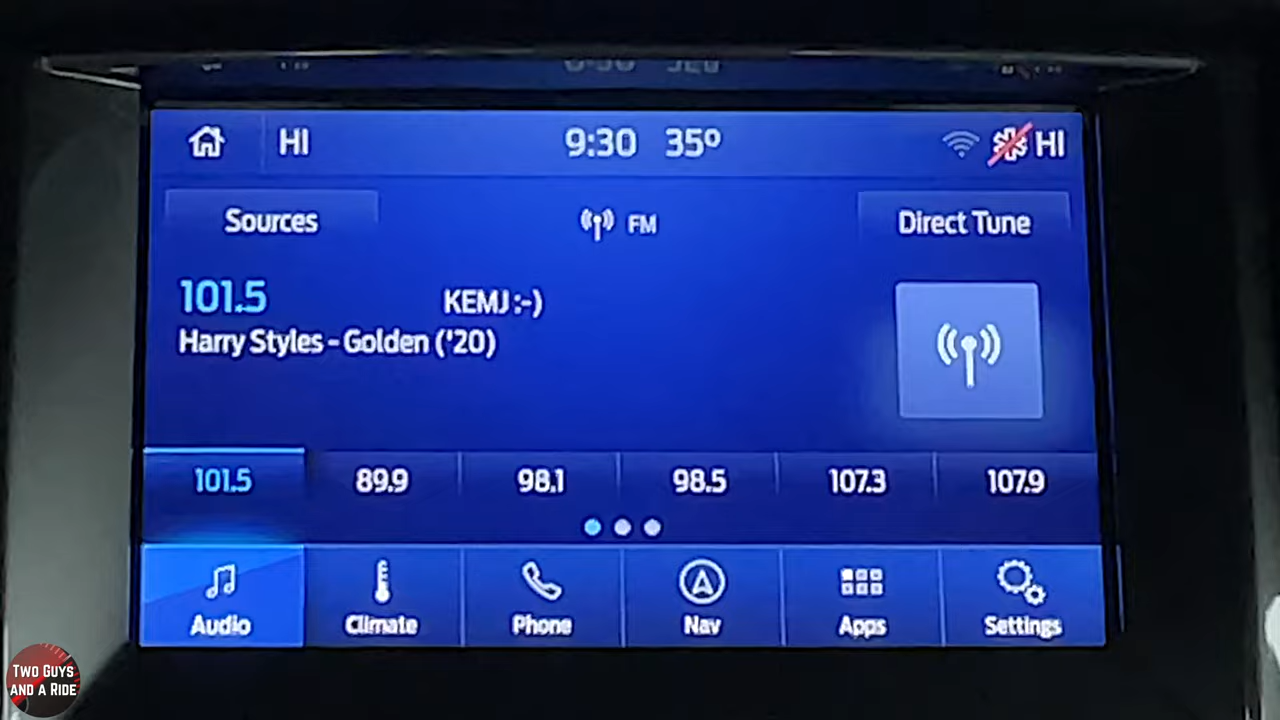 HI 9:30 35º HI
Sources FM Direct Tune
101.5 KEMJ :-)
Harry Styles - Golden ('20)
101.5 89.9 98.1 98.5 107.3 107.9
Audio Climate Phone Nav Apps Settings
TWO GUYS
AND A RIDE